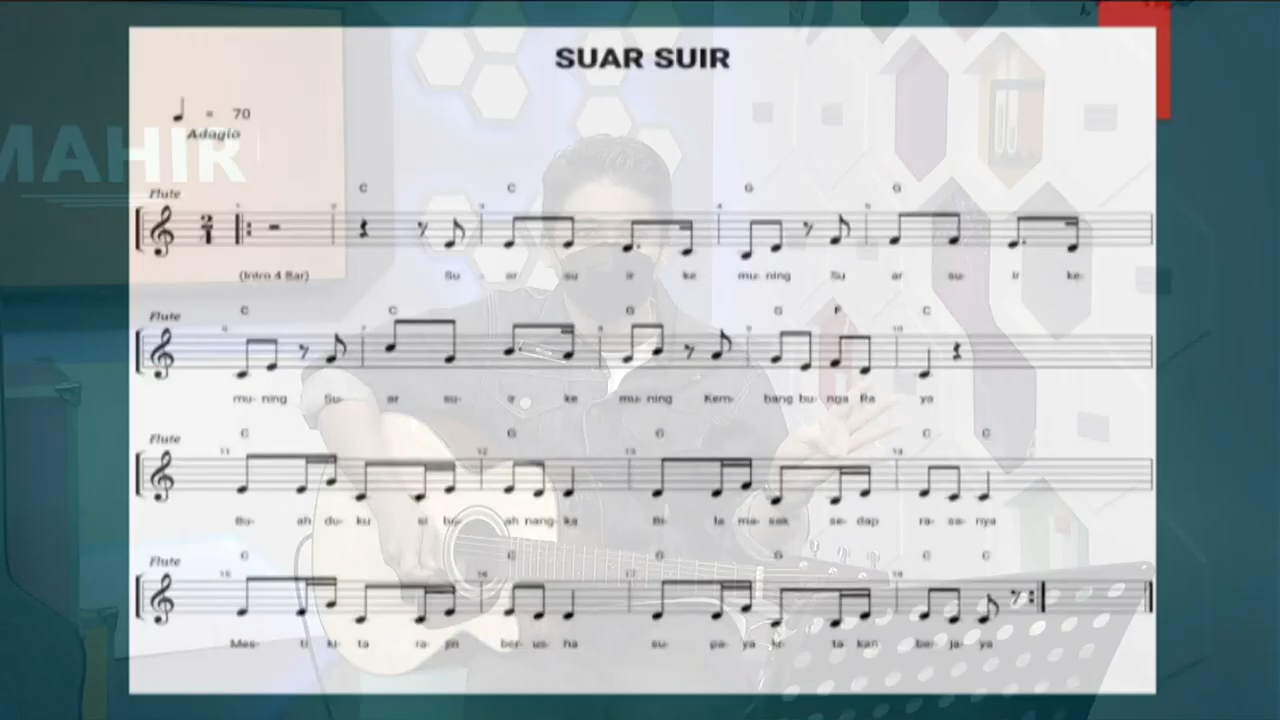 SUAR SUIR
= 70
Adagio
MAHIR
Flute
C C G G
(Intro 4 Bar) Su ar su ir ke mu- ning Su ar su- ir ke-
Flute
C C G G F C
mu- ning Su- ar su- ir ke mu- ning Kem- bang bu- nga Ra ya
Flute
Bu- ah du- ku si bu- ah nang- ka Bi- la ma- sak se- dap ra- sa- nya
Flute
Mes- ti ki- ta ra- jin ber- us- ha su- pa- ya ki- ta kan ber- ja- ya